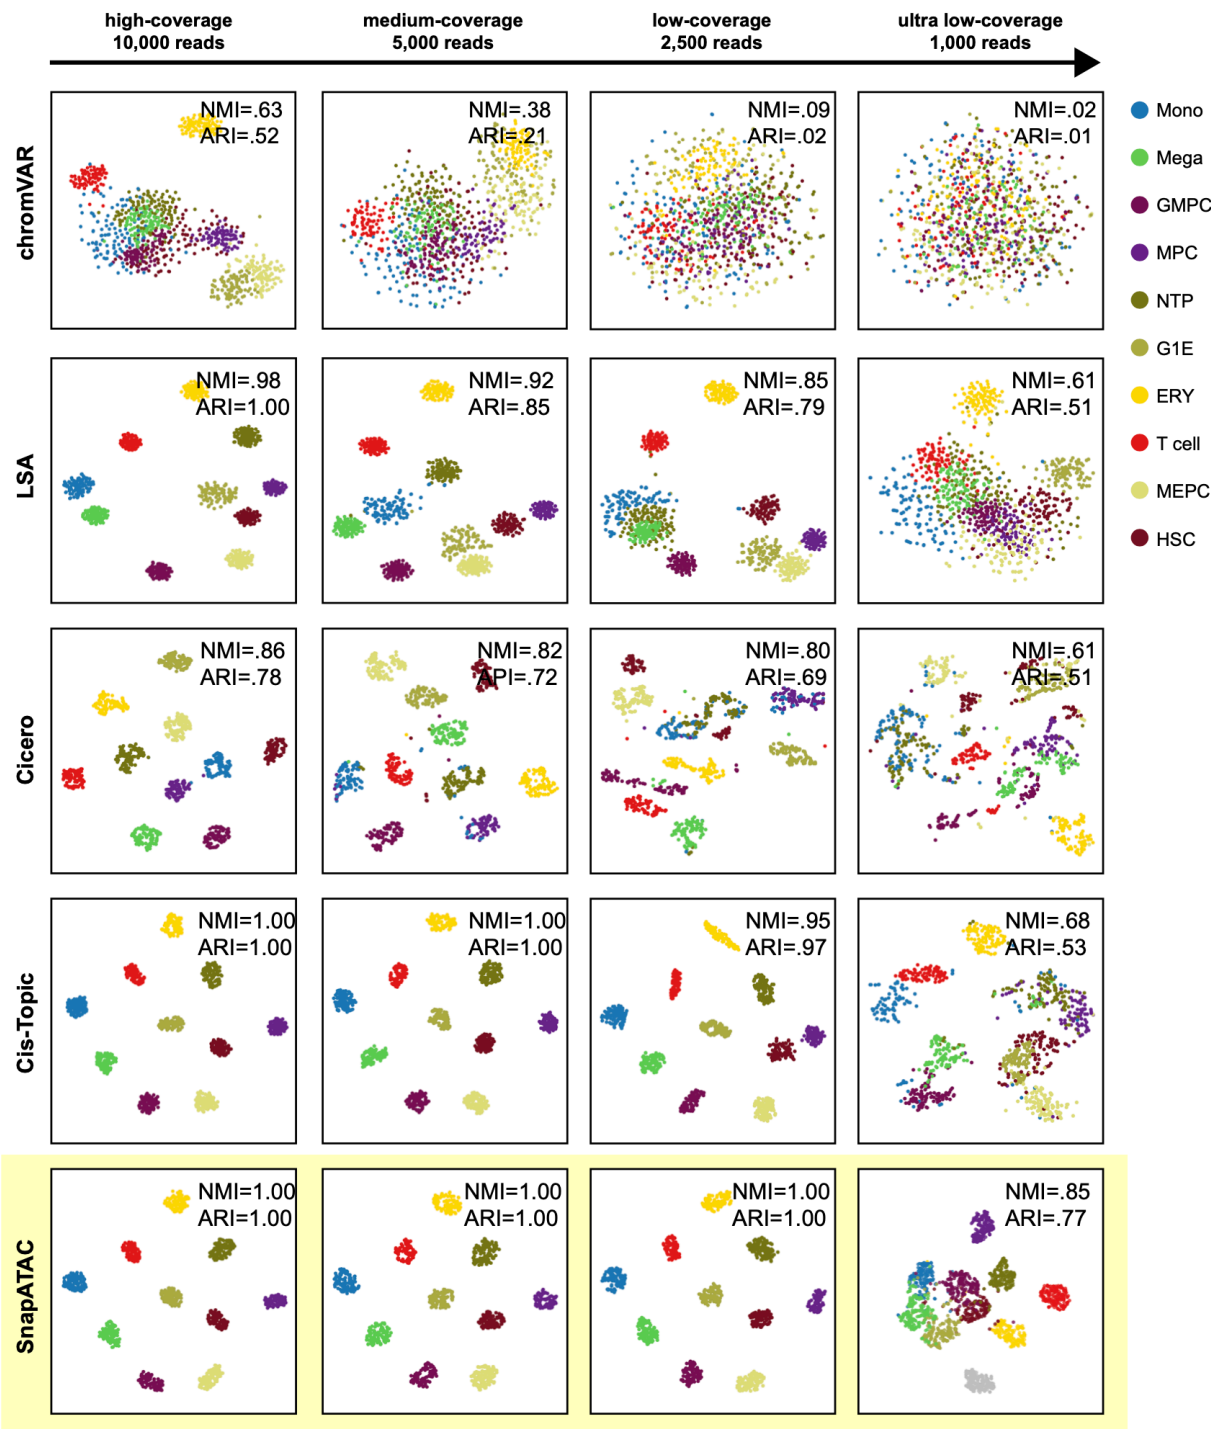 high-coverage
10,000 reads
medium-coverage
5,000 reads
low-coverage
2,500 reads
ultra low-coverage
1,000 reads
chromVAR
NMI=.63
ARI=.52
NMI=.38
ARI=.21
NMI=.09
ARI=.02
NMI=.02
ARI=.01
Mono
Mega
GMPC
MPC
NTP
G1E
ERY
T cell
MEPC
HSC
LSA
NMI=.98
ARI=1.00
NMI=.92
ARI=.85
NMI=.85
ARI=.79
NMI=.61
ARI=.51
Cicero
NMI=.86
ARI=.78
NMI=.82
API=.72
NMI=.80
ARI=.69
NMI=.61
ARI=.51
Cis-Topic
NMI=1.00
ARI=1.00
NMI=1.00
ARI=1.00
NMI=.95
ARI=.97
NMI=.68
ARI=.53
SnapATAC
NMI=1.00
ARI=1.00
NMI=1.00
ARI=1.00
NMI=1.00
ARI=1.00
NMI=.85
ARI=.77